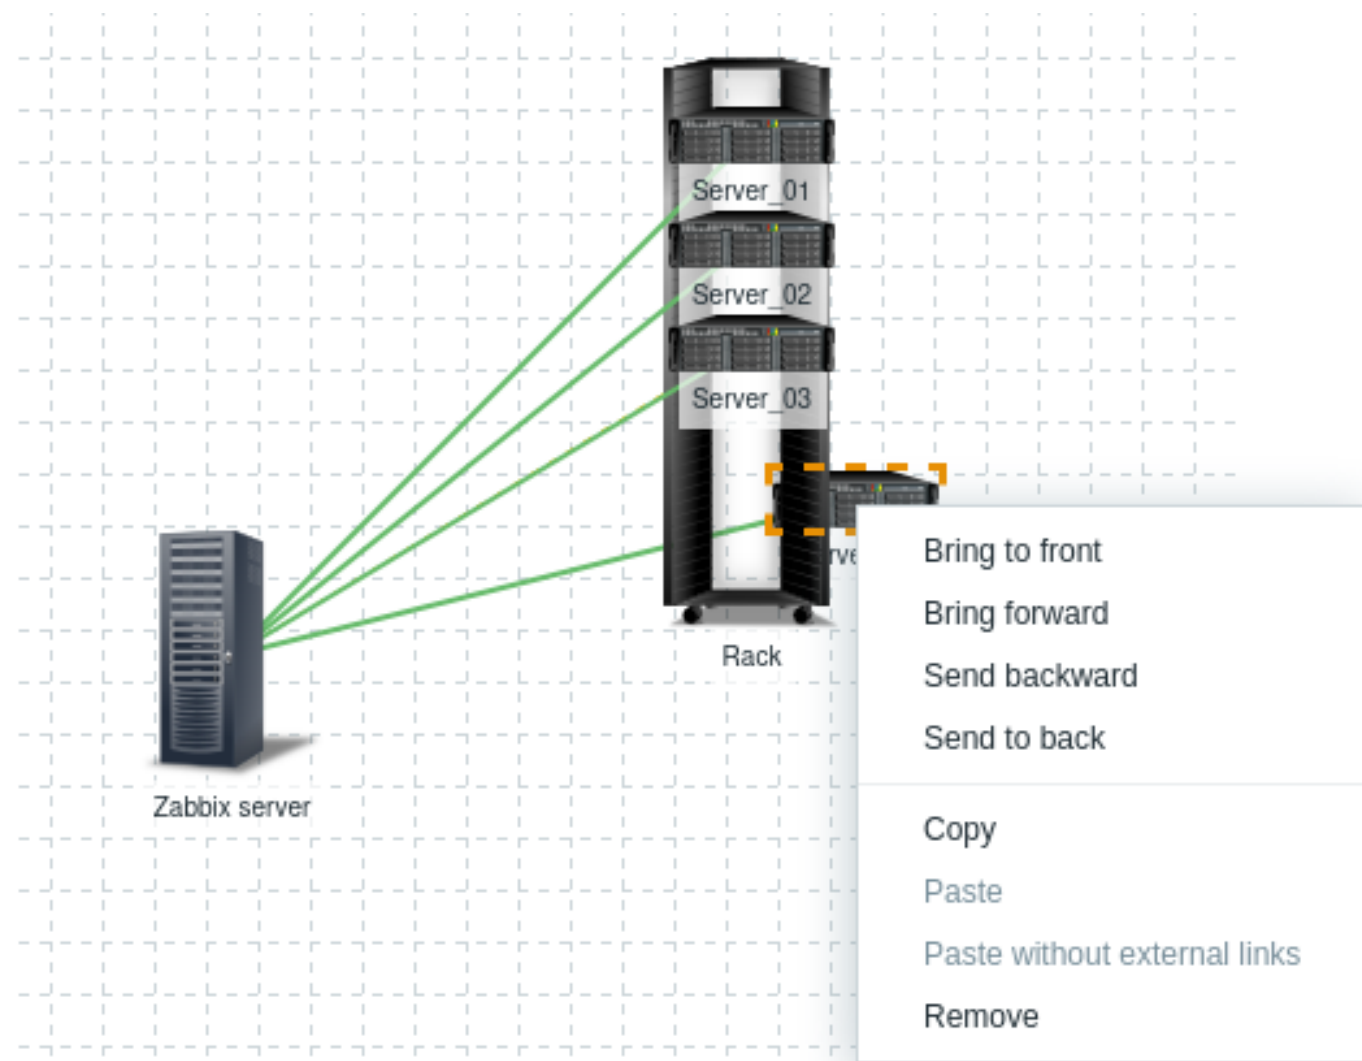 Server_01
Server_02
Server_03
Rack
Zabbix server
Bring to front
Bring forward
Send backward
Send to back
Copy
Paste
Paste without external links
Remove